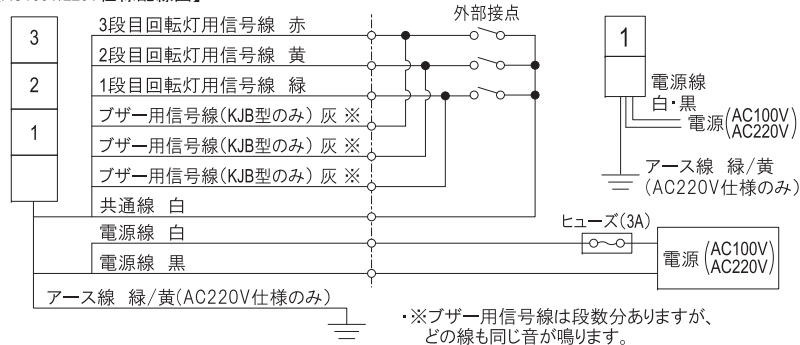 3段目回転灯用信号線 赤
2段目回転灯用信号線 黄
1段目回転灯用信号線 緑
ブザー用信号線(KJB型のみ) 灰 ※
ブザー用信号線(KJB型のみ) 灰 ※
ブザー用信号線(KJB型のみ) 灰 ※
共通線 白
電源線 白
電源線 黒
アース線 緑/黄(AC220V仕様のみ)
3
2
1
外部接点
ヒューズ(3A)
電源(AC100V
AC220V)
1
電源線
白・黒
電源(AC100V
AC220V)
アース線 緑/黄
(AC220V仕様のみ)
・※ブザー用信号線は段数分ありますが、
どの線も同じ音が鳴ります。